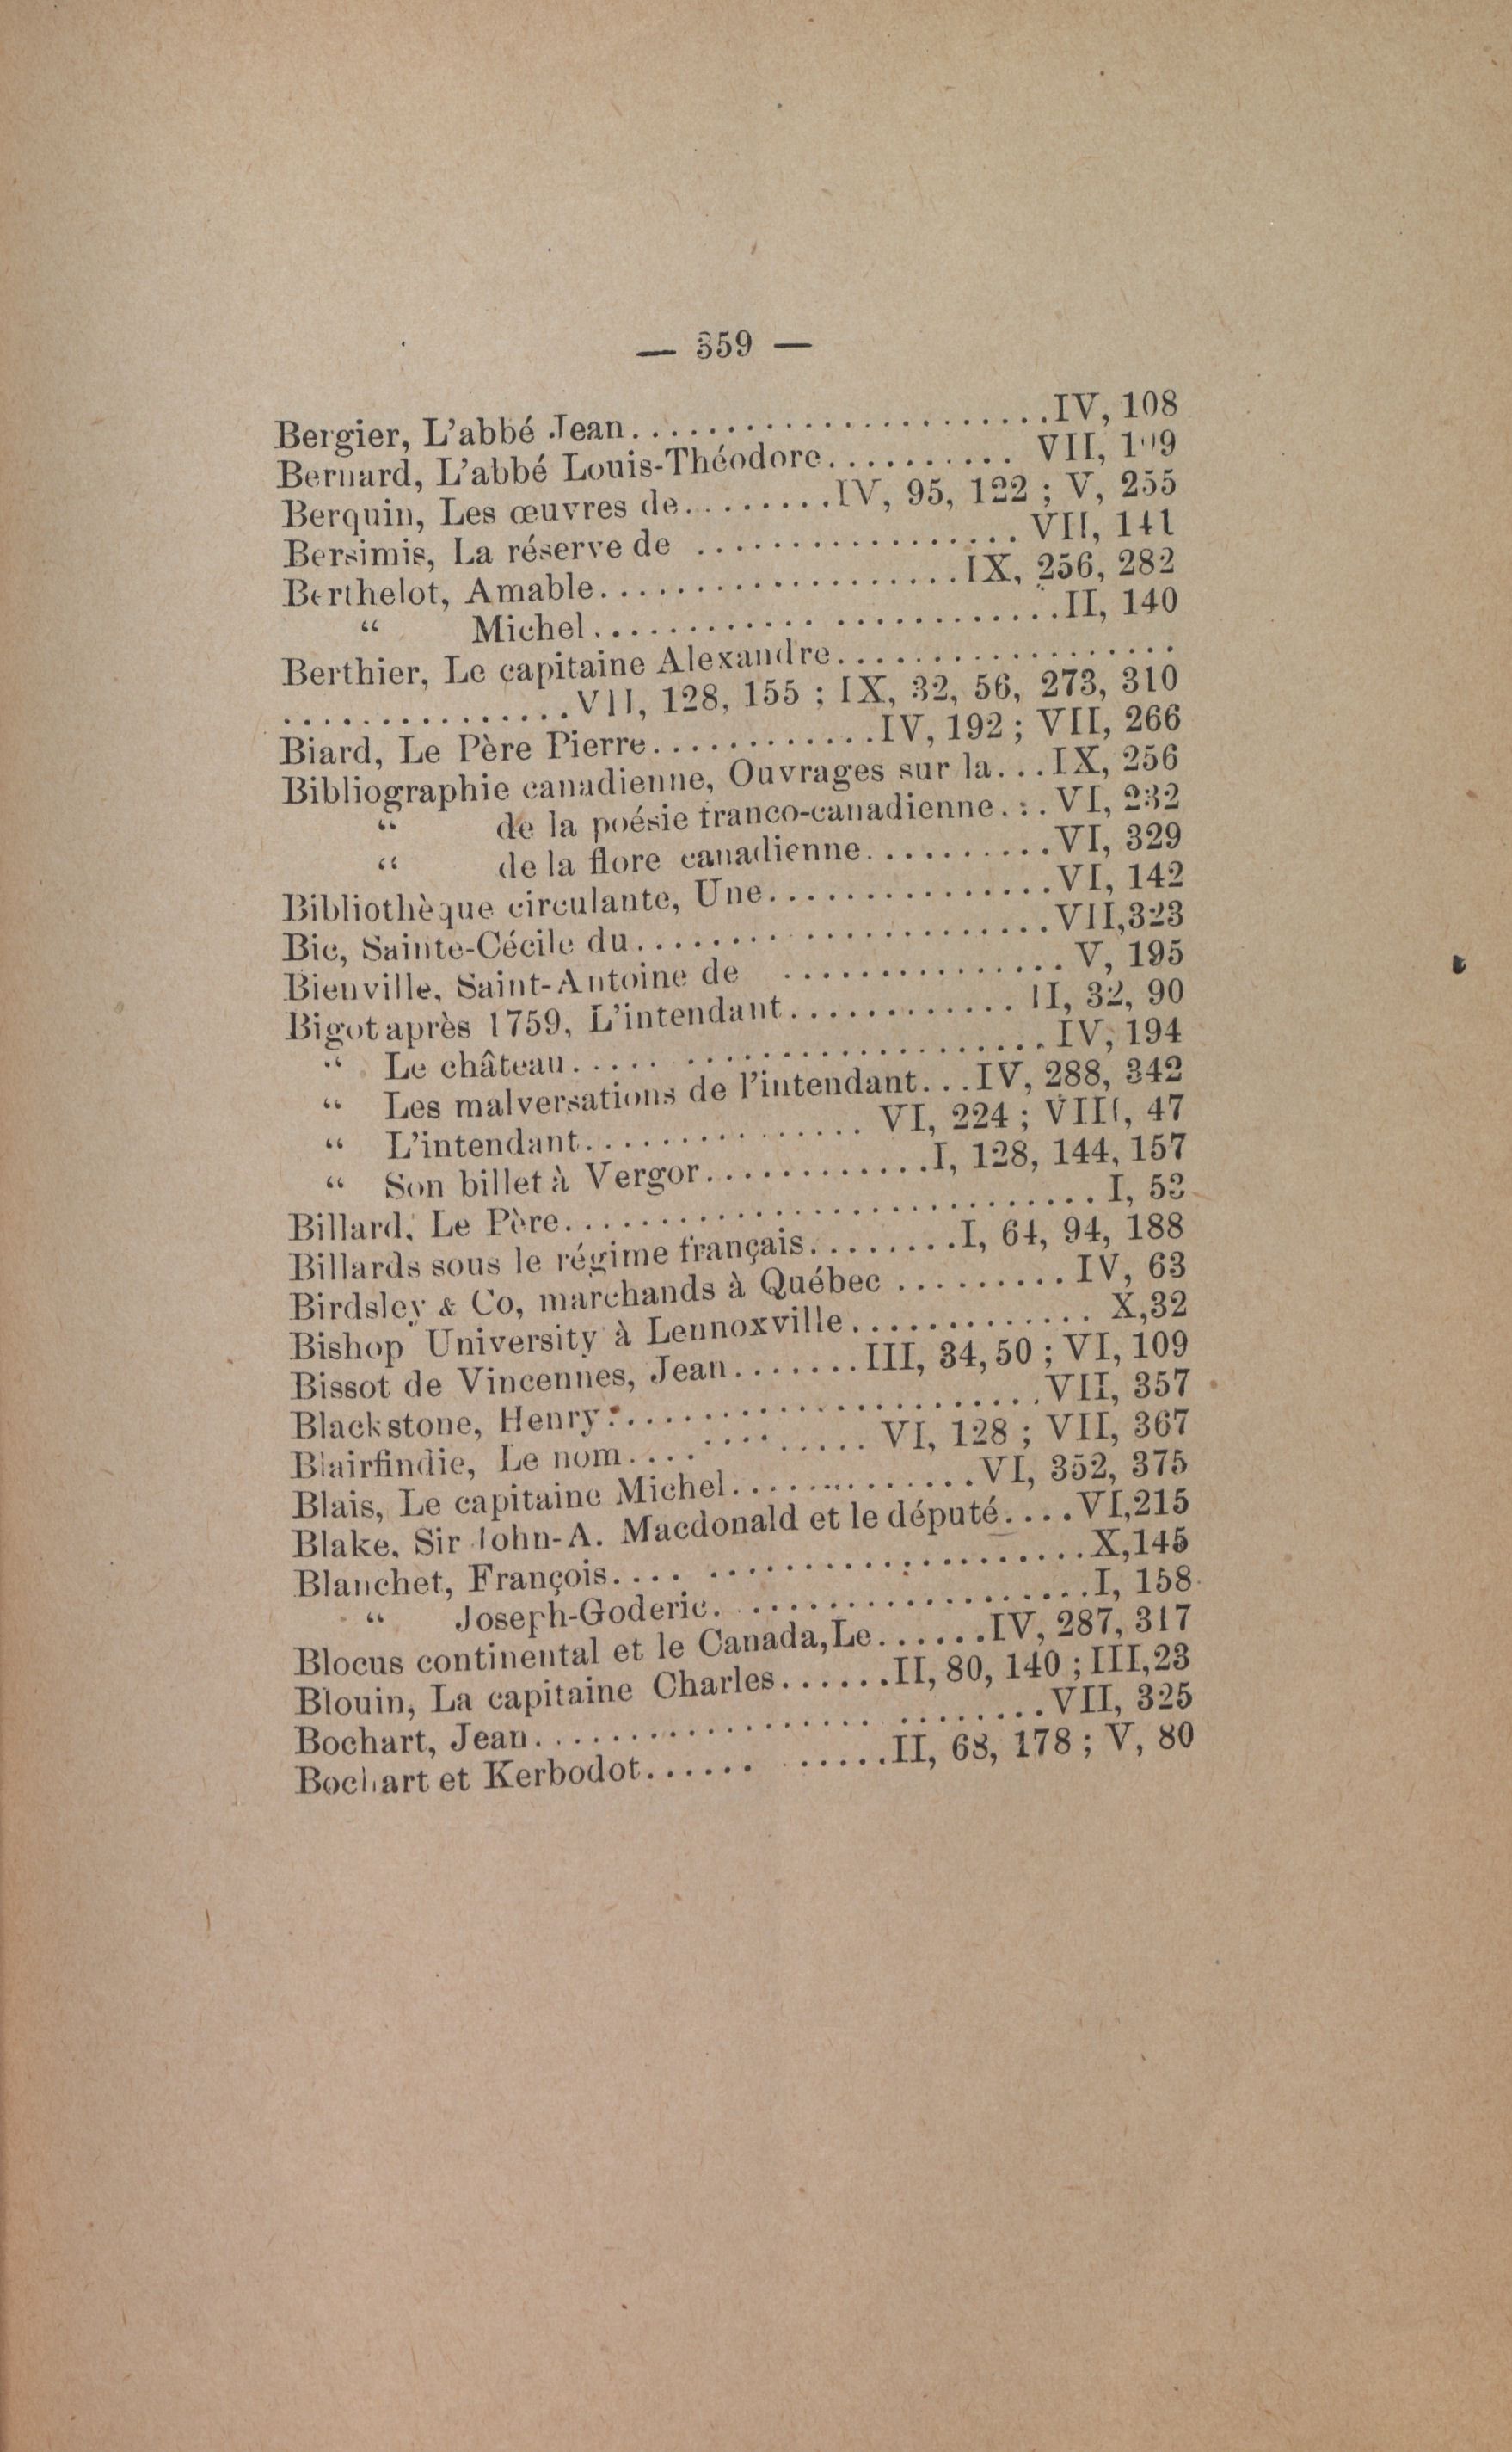 — 359 —
Bergier, L'abbé Jean......................IV, 108
Bernard, L'abbé Louis-Théodore.......... VII, 109
Berquin, Les œuvres de........IV, 95, 122 ; V, 255
Bersimis, La réserve de ................. VII, 141
Berthelot, Amable...................IX, 256, 282
“ Michel........................II, 140
Berthier, Le capitaine Alexandre..................
...............VII, 128, 155 ; IX, 32, 56, 273, 310
Biard, Le Père Pierre............IV, 192 ; VII, 266
Bibliographie canadienne, Ouvrages sur la...IX, 256
“ de la poésie franco-canadienne...VI, 232
“ de la flore canadienne..........VI, 329
Bibliothèque circulante, Une...............VI, 142
Bic, Sainte-Cécile du......................VII,323
Bienville, Saint-Antoine de ............... V, 195
Bigot après 1759, L'intendant............ II, 32, 90
“ Le château........................IV, 194
“ Les malversations de l'intendant...IV, 288, 342
“ L'intendant............... VI, 224 ; VIII, 47
“ Son billet à Vergor............I, 128, 144, 157
Billard, Le Père............................ I, 53
Billards sous le régime français........I, 64, 94, 188
Birdsley & Co, marchands à Québec ......... IV, 63
Bishop University à Lennoxville............. X,32
Bissot de Vincennes, Jean.......III, 34, 50 ; VI, 109
Blackstone, Henry......................VII, 357
Blairfindie, Le nom............. VI, 128 ; VII, 367
Blais, Le capitaine Michel.............VI, 352, 375
Blake, Sir John-A. Macdonald et le député....VI,215
Blanchet, François........................X,145
“ Joseph-Goderic...................I, 158
Blocus continental et le Canada, Le......IV, 287, 317
Blouin, La capitaine Charles......II, 80, 140 ; III,23
Bochart, Jean..........................VII, 325
Bochart et Kerbodot...........II, 68, 178 ; V, 80